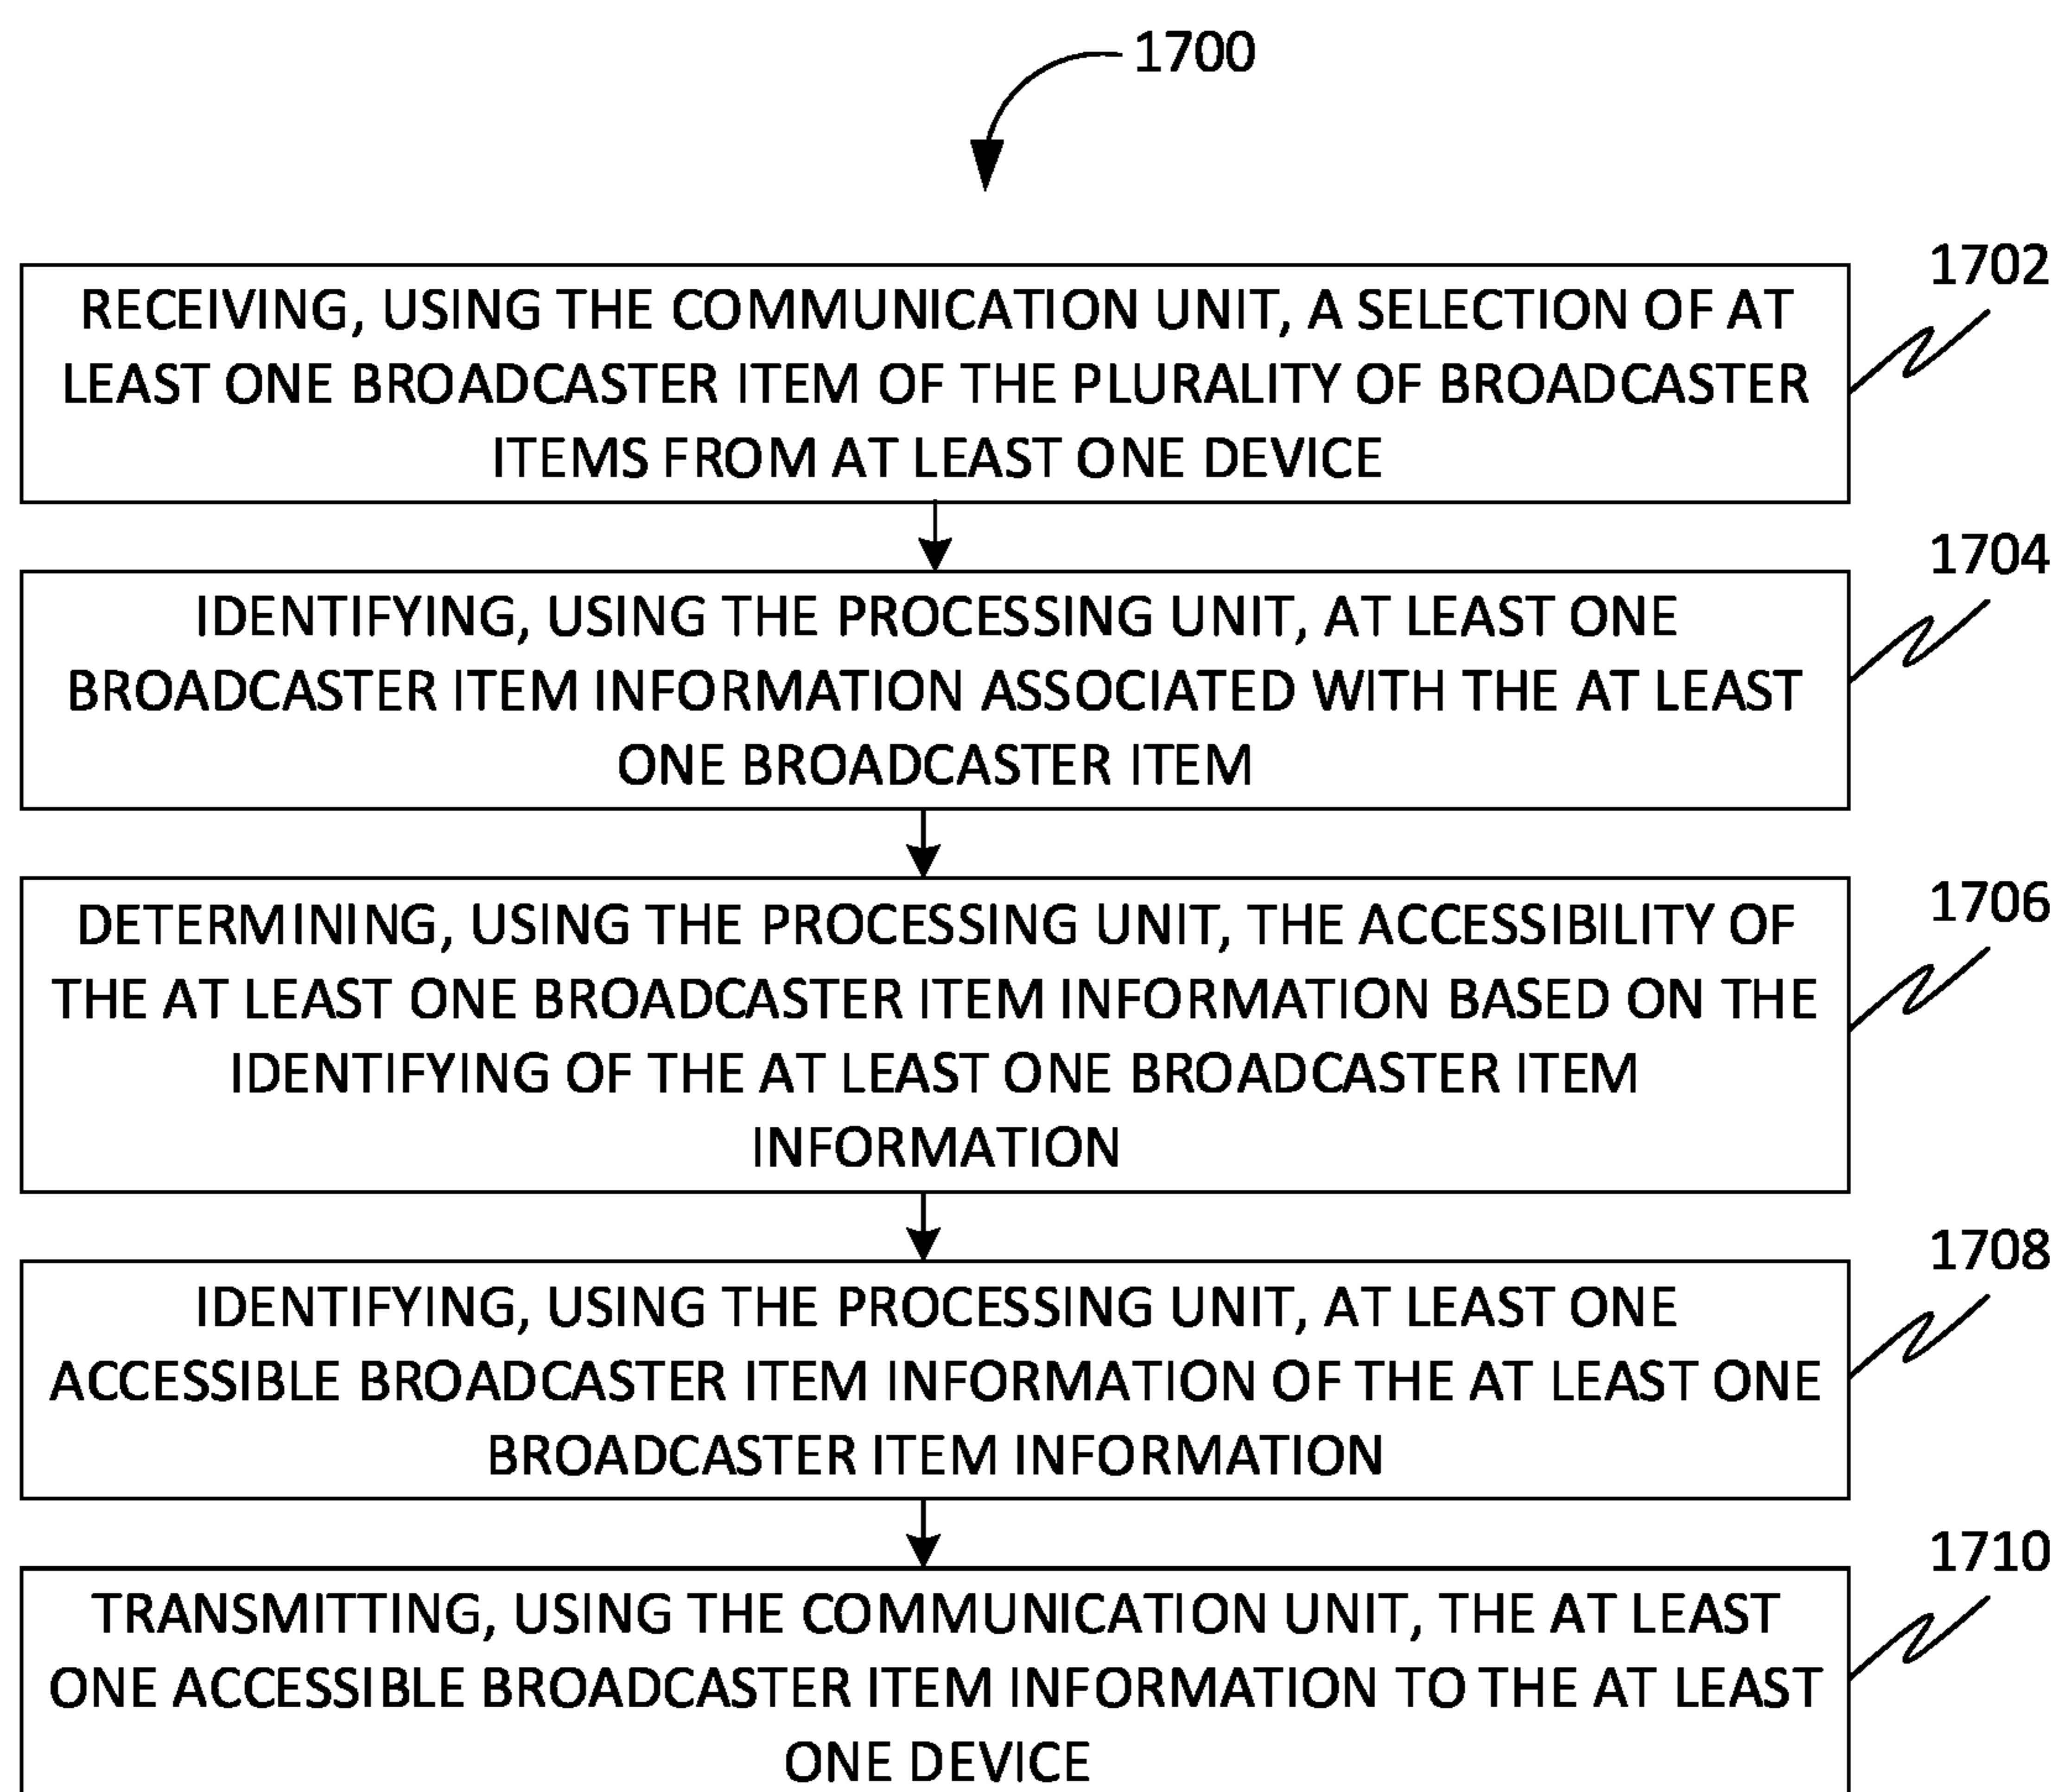 1700
1702
RECEIVING, USING THE COMMUNICATION UNIT, A SELECTION OF AT
LEAST ONE BROADCASTER ITEM OF THE PLURALITY OF BROADCASTER
ITEMS FROM AT LEAST ONE DEVICE
1704
IDENTIFYING, USING THE PROCESSING UNIT, AT LEAST ONE
BROADCASTER ITEM INFORMATION ASSOCIATED WITH THE AT LEAST
ONE BROADCASTER ITEM
1706
DETERMINING, USING THE PROCESSING UNIT, THE ACCESSIBILITY OF
THE AT LEAST ONE BROADCASTER ITEM INFORMATION BASED ON THE
IDENTIFYING OF THE AT LEAST ONE BROADCASTER ITEM
INFORMATION
1708
IDENTIFYING, USING THE PROCESSING UNIT, AT LEAST ONE
ACCESSIBLE BROADCASTER ITEM INFORMATION OF THE AT LEAST ONE
BROADCASTER ITEM INFORMATION
1710
TRANSMITTING, USING THE COMMUNICATION UNIT, THE AT LEAST
ONE ACCESSIBLE BROADCASTER ITEM INFORMATION TO THE AT LEAST
ONE DEVICE